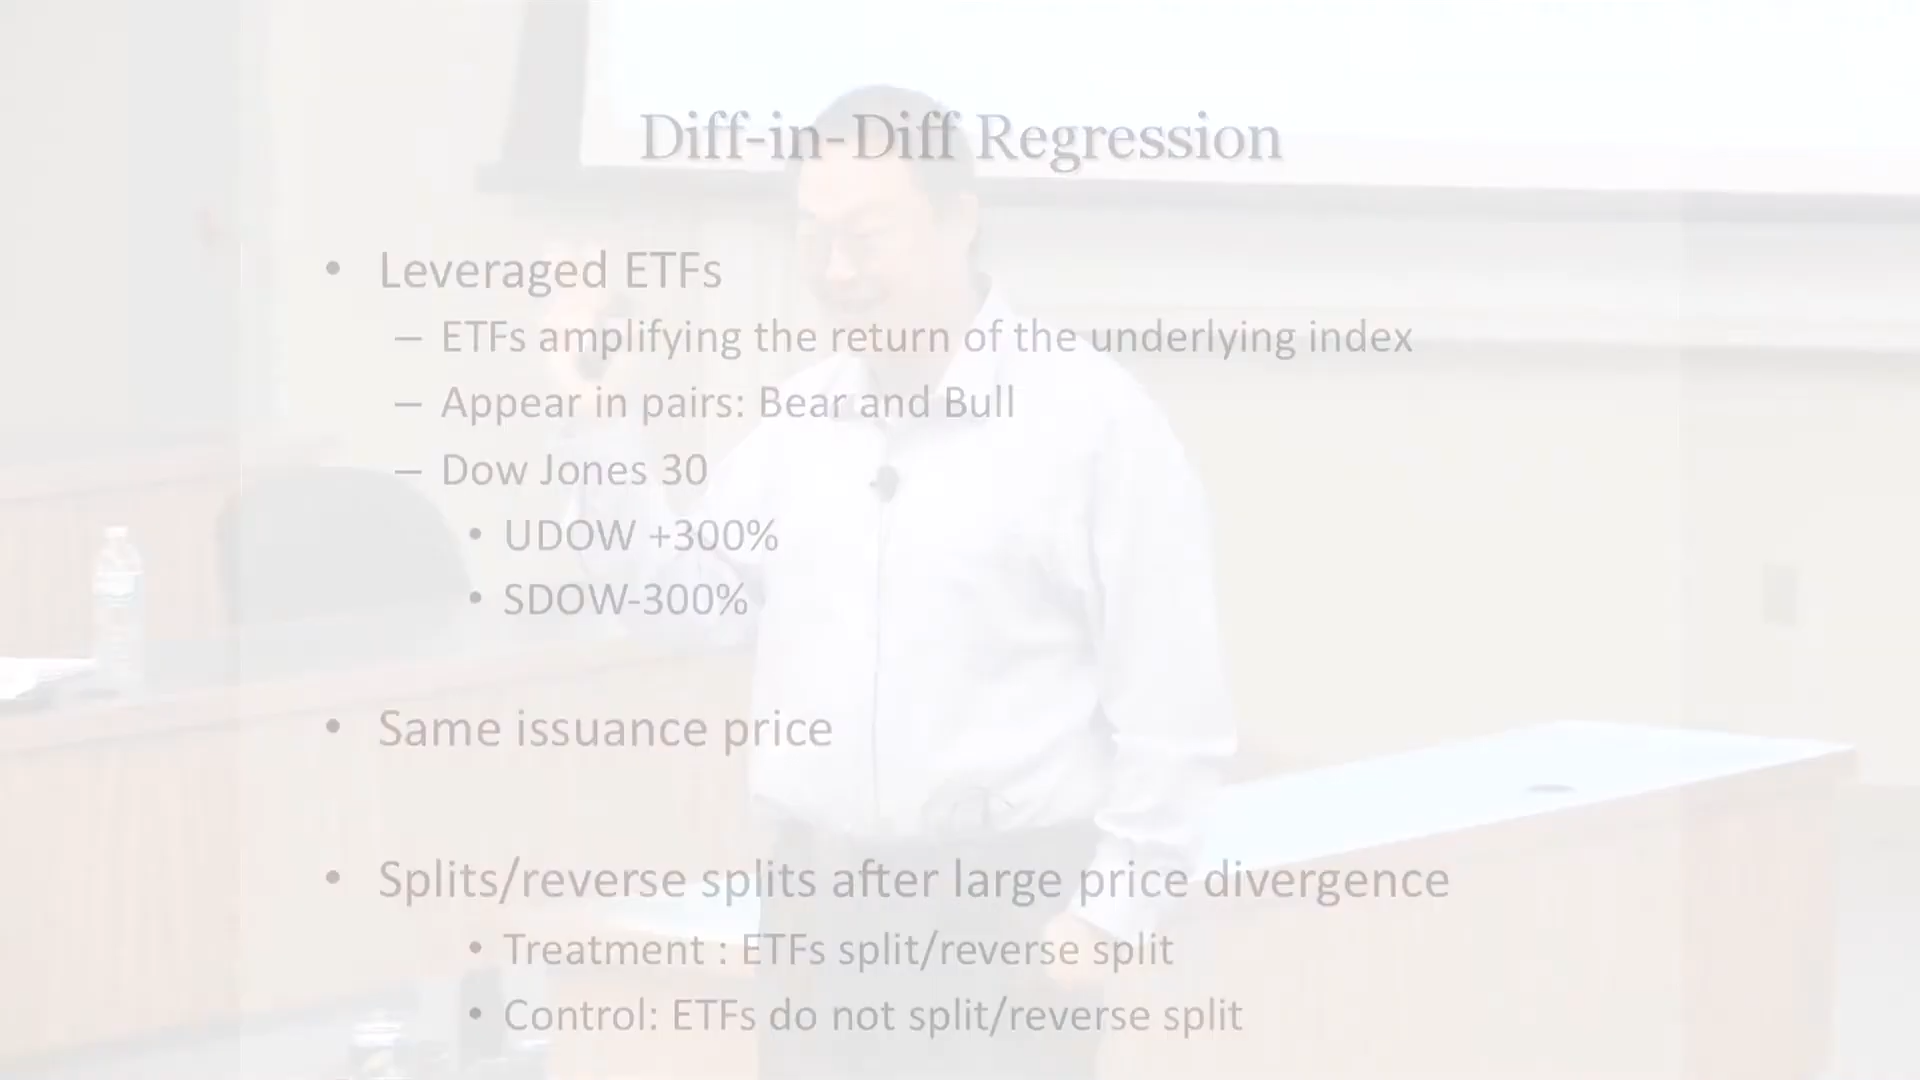 Diff-in-Diff Regression
• Leveraged ETFs
– ETFs amplifying the return of the underlying index
– Appear in pairs: Bear and Bull
– Dow Jones 30
• UDOW +300%
• SDOW-300%
• Same issuance price
• Splits/reverse splits after large price divergence
• Treatment : ETFs split/reverse split
• Control: ETFs do not split/reverse split